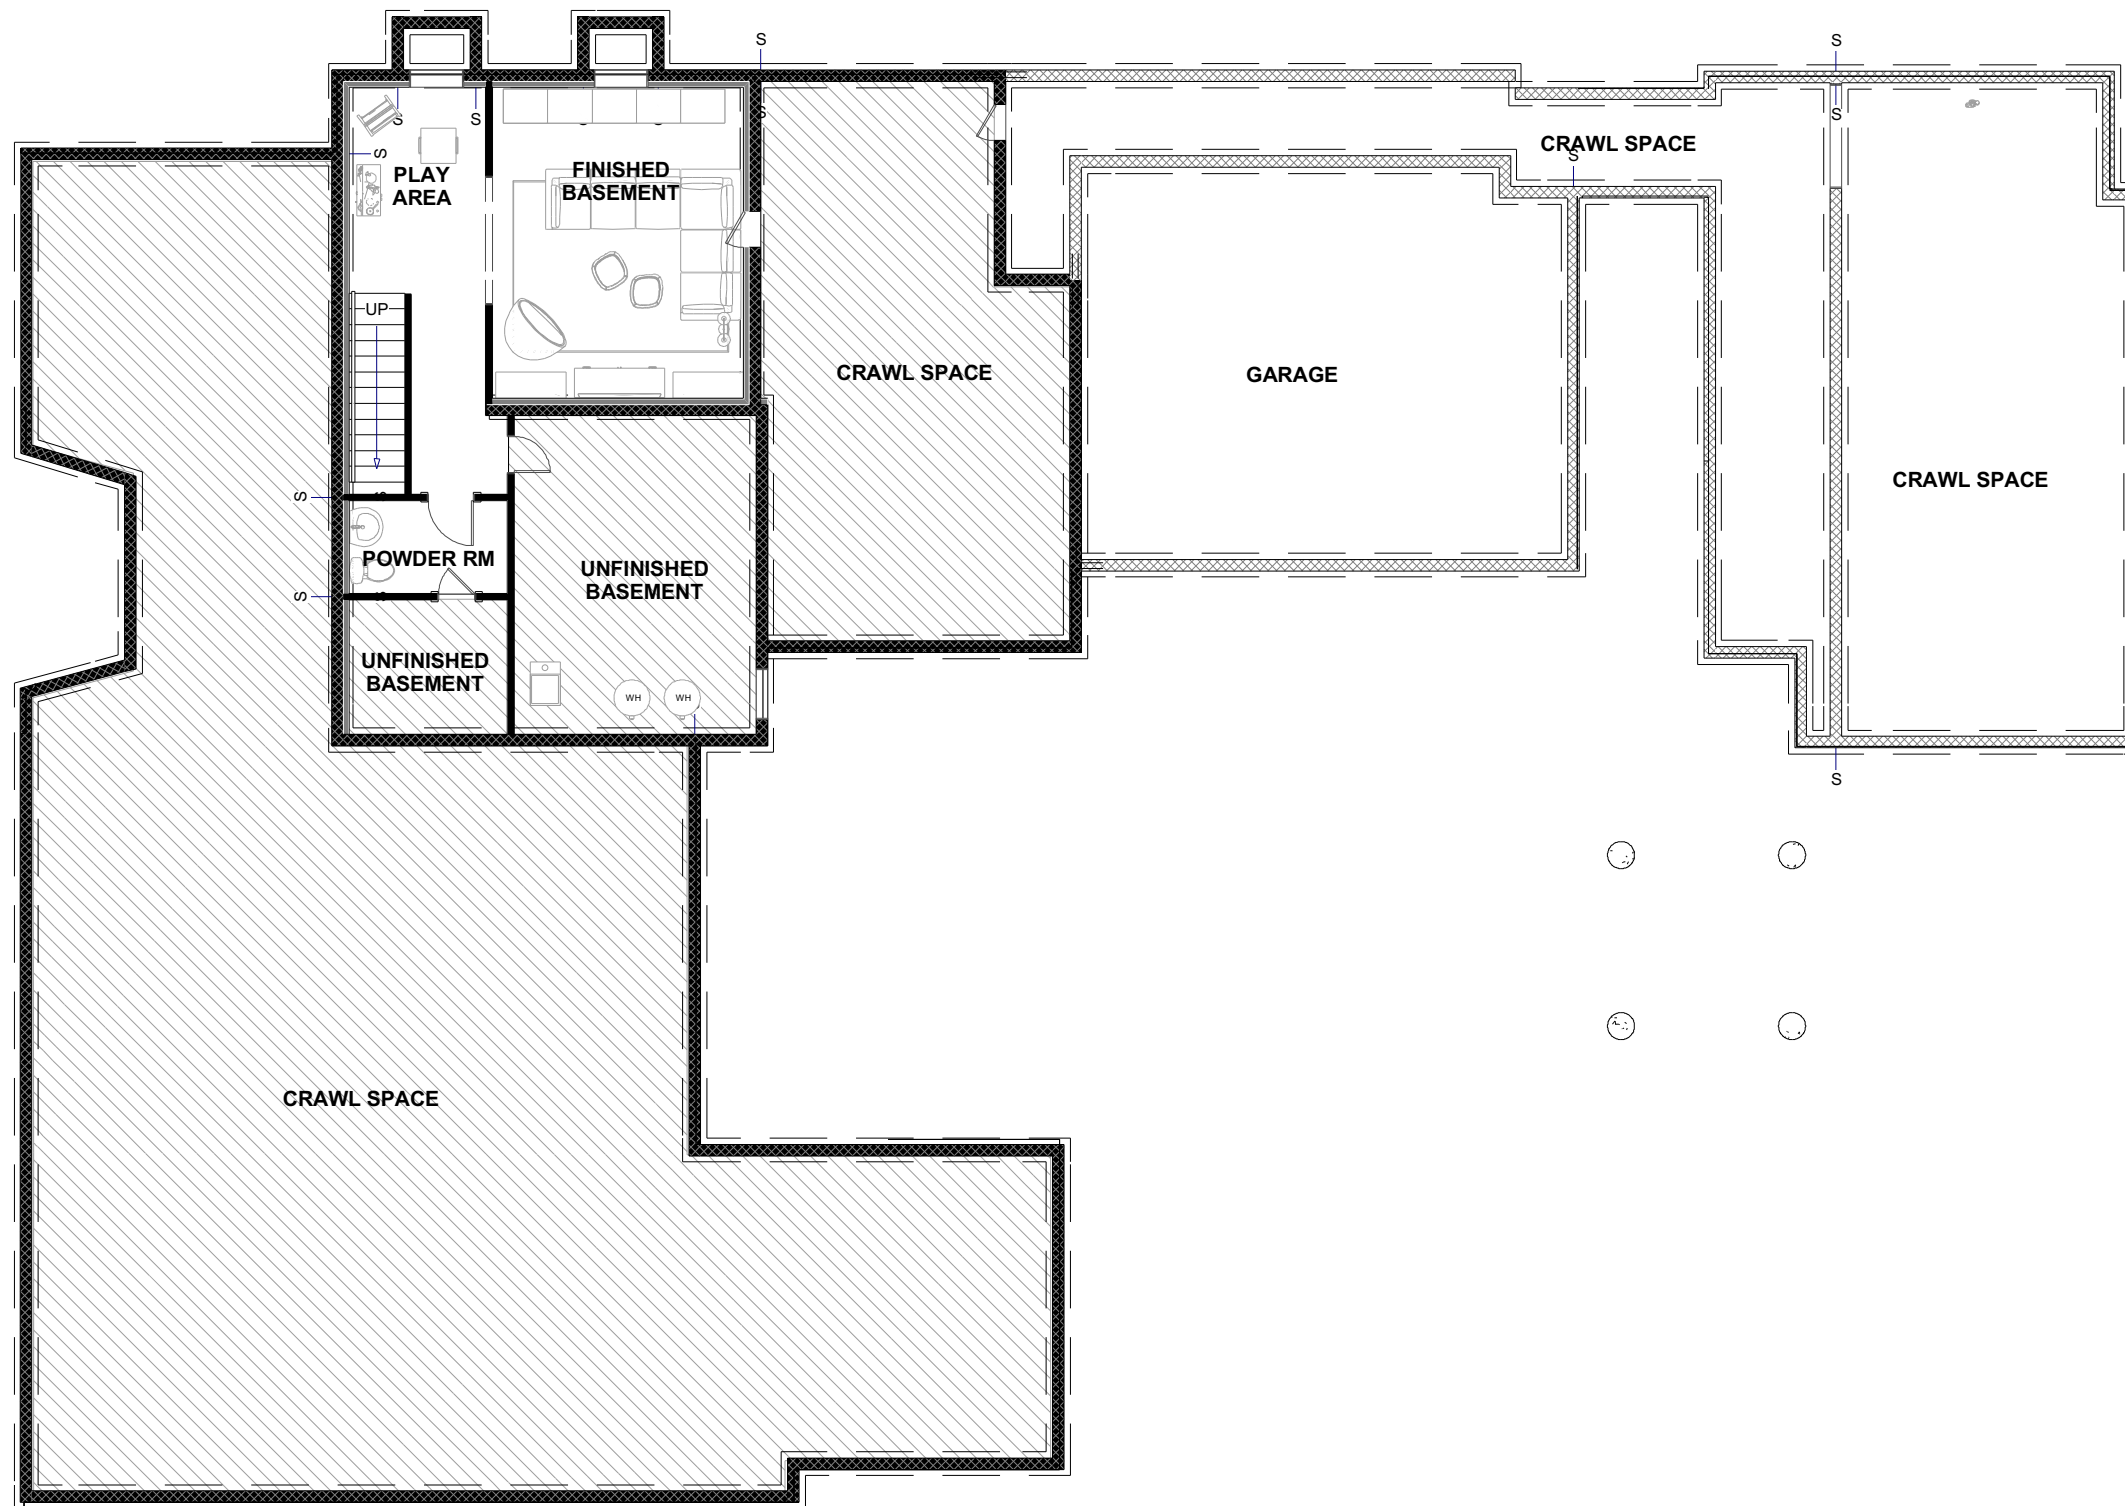 S
S
S
S
S
S
S
CRAWL SPACE
S
S
PLAY
AREA
FINISHED
BASEMENT
UP
CRAWL SPACE
GARAGE
CRAWL SPACE
S
S
POWDER RM
UNFINISHED
BASEMENT
S
S
UNFINISHED
BASEMENT
WH
WH
S
CRAWL SPACE